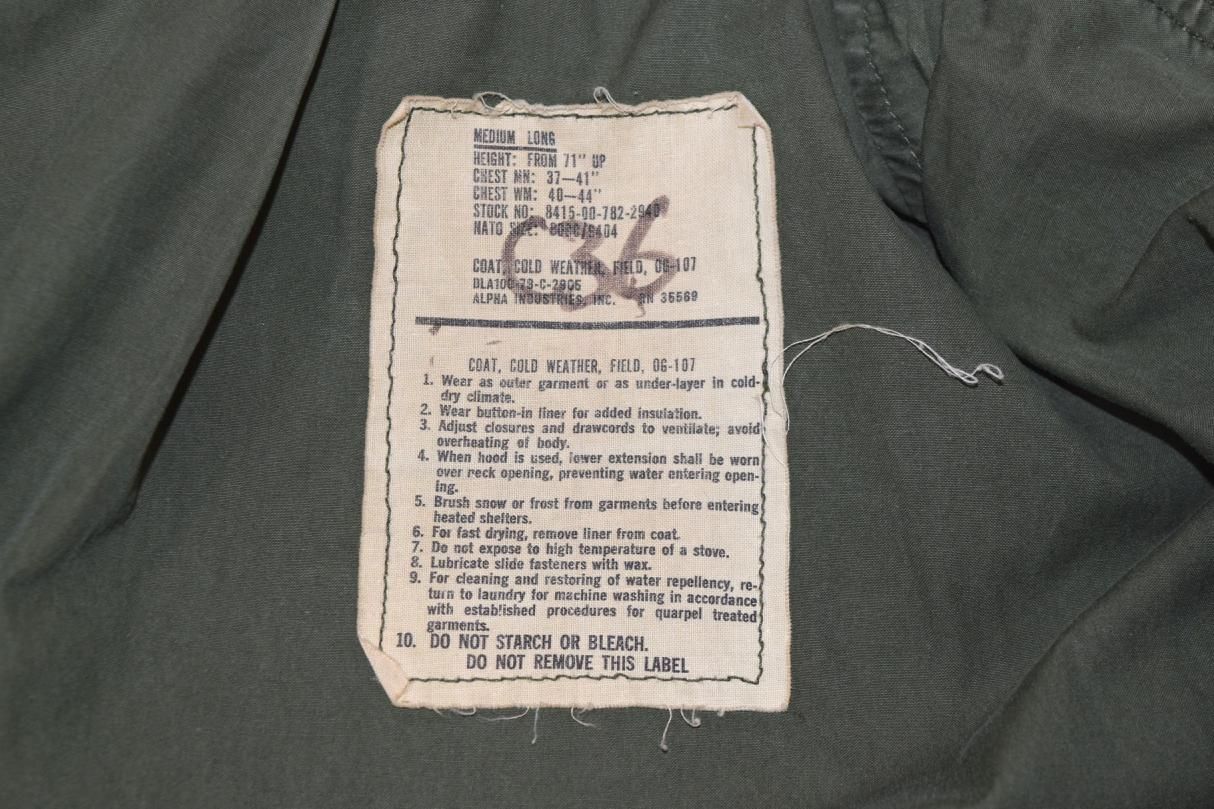 MEDIUM LONG
HEIGHT: FROM 71" UP
CHEST NN: 37—41"
CHEST WM: 40—44"
STOCK NO: 8415-00-782-2940
NATO SIZE: /9404
C36
COAT, COLD WEATHER, FIELD, OG-107
ALPHA INDUSTRIES, INC. RN 35569
COAT, COLD WEATHER, FIELD, OG-107
1. Wear as outer garment or as under-layer in cold-
dry climate.
2. Wear button-in liner for added insulation.
3. Adjust closures and drawcords to ventilate; avoid
overheating of body.
4. When hood is used, lower extension shall be worn
over neck opening, preventing water entering open-
ing.
5. Brush snow or frost from garments before entering
heated shelters.
6. For fast drying, remove liner from coat.
7. Do not expose to high temperature of a stove.
8. Lubricate slide fasteners with wax.
9. For cleaning and restoring of water repellency, re-
turn to laundry for machine washing in accordance
with established procedures for quarpel treated
garments.
10. DO NOT STARCH OR BLEACH.
DO NOT REMOVE THIS LABEL